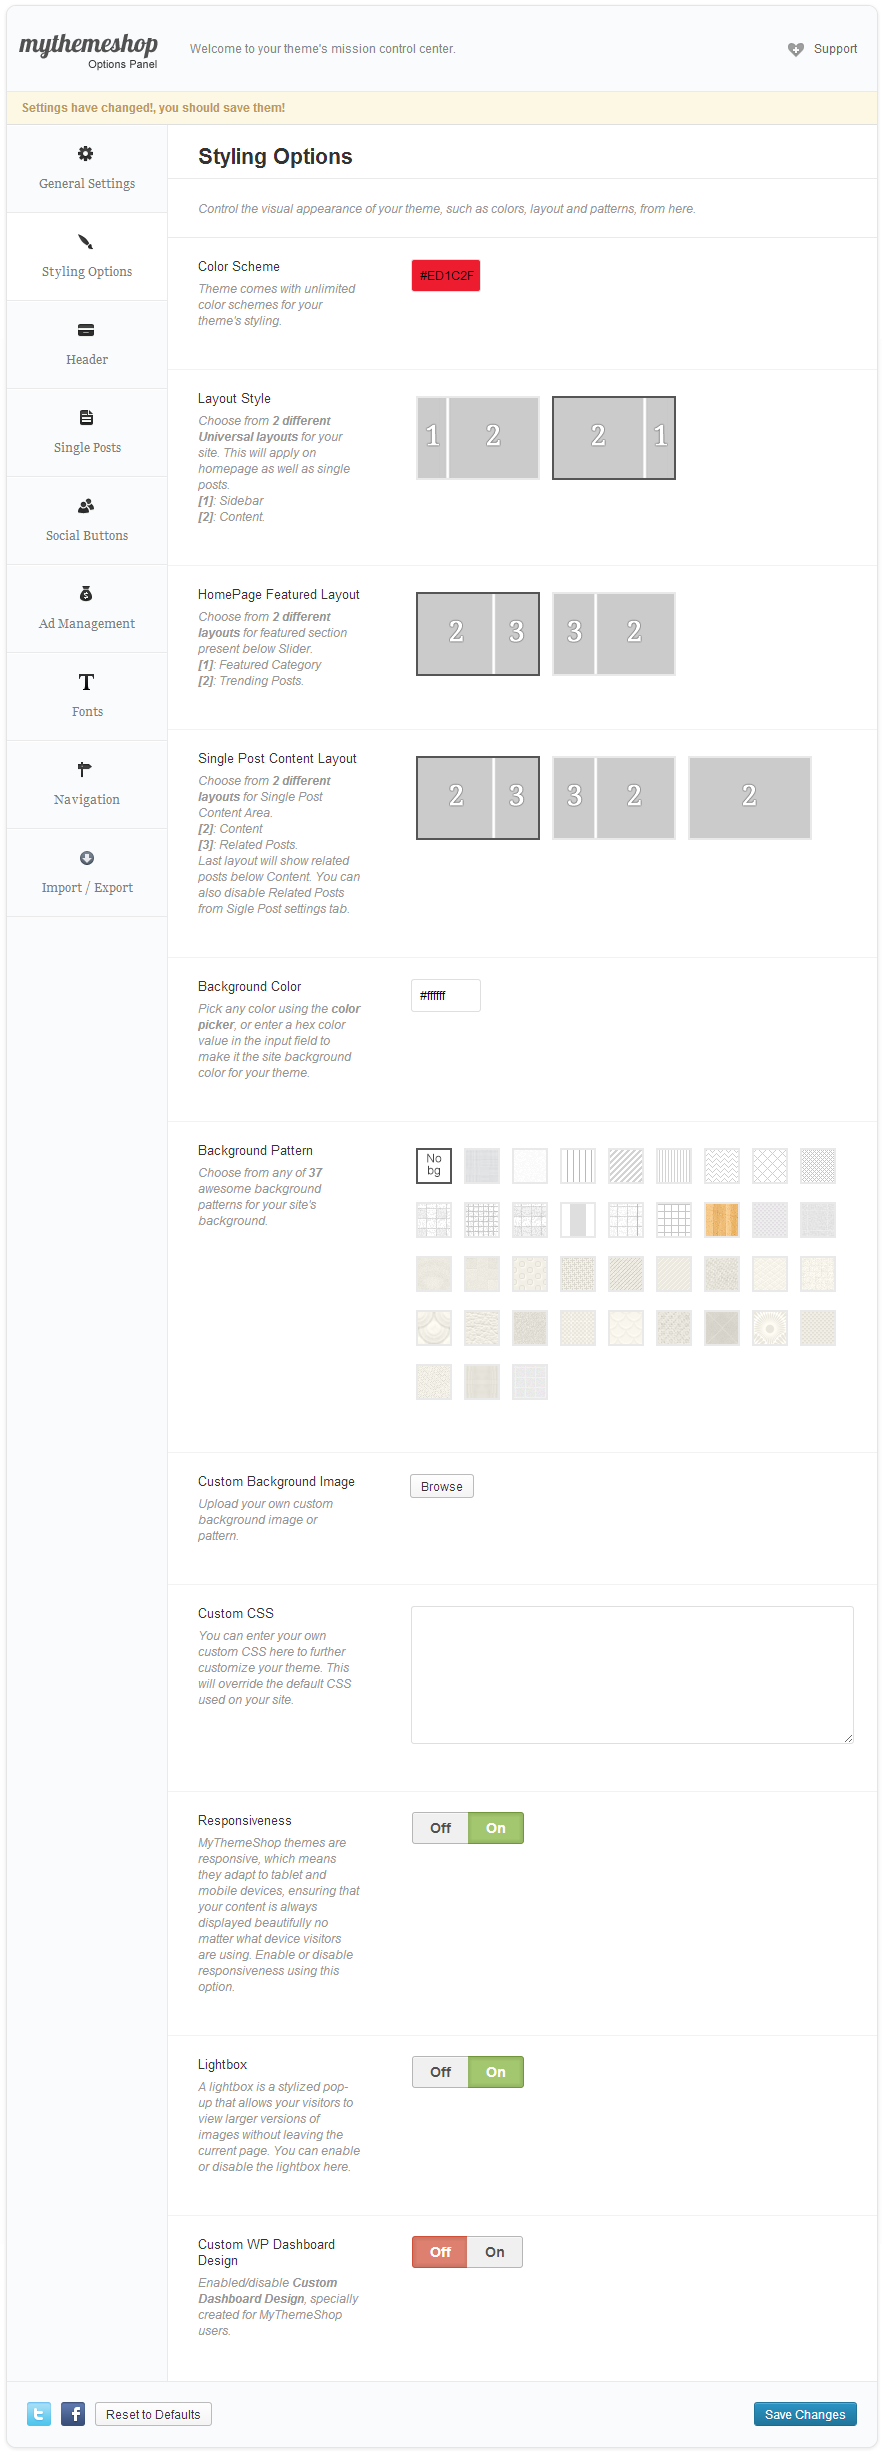 mythemeshop
Options Panel
Welcome to your theme's mission control center.
Support
Settings have changed!, you should save them!
General Settings
Styling Options
Header
Single Posts
Social Buttons
Ad Management
Fonts
Navigation
Import / Export
Styling Options
Control the visual appearance of your theme, such as colors, layout and patterns, from here.
Color Scheme
Theme comes with unlimited
color schemes for your
theme's styling.
#ED1C2F
Layout Style
Choose from 2 different
Universal layouts for your
site. This will apply on
homepage as well as single
posts.
[1]: Sidebar
[2]: Content.
1 2 2 1
HomePage Featured Layout
Choose from 2 different
layouts for featured section
present below Slider.
[1]: Featured Category
[2]: Trending Posts.
2 3 3 2
Single Post Content Layout
Choose from 2 different
layouts for Single Post
Content Area.
[2]: Content
[3]: Related Posts.
Last layout will show related
posts below Content. You can
also disable Related Posts
from Sigle Post settings tab.
2 3 3 2 2
Background Color
Pick any color using the color
picker, or enter a hex color
value in the input field to
make it the site background
color for your theme.
#ffffff
Background Pattern
Choose from any of 37
awesome background
patterns for your site's
background.
No
bg
Custom Background Image
Upload your own custom
background image or
pattern.
Browse
Custom CSS
You can enter your own
custom CSS here to further
customize your theme. This
will override the default CSS
used on your site.
Responsiveness
MyThemeShop themes are
responsive, which means
they adapt to tablet and
mobile devices, ensuring that
your content is always
displayed beautifully no
matter what device visitors
are using. Enable or disable
responsiveness using this
option.
Off On
Lightbox
A lightbox is a stylized pop-
up that allows your visitors to
view larger versions of
images without leaving the
current page. You can enable
or disable the lightbox here.
Off On
Custom WP Dashboard
Design
Enabled/disable Custom
Dashboard Design, specially
created for MyThemeShop
users.
Off On
Reset to Defaults
Save Changes